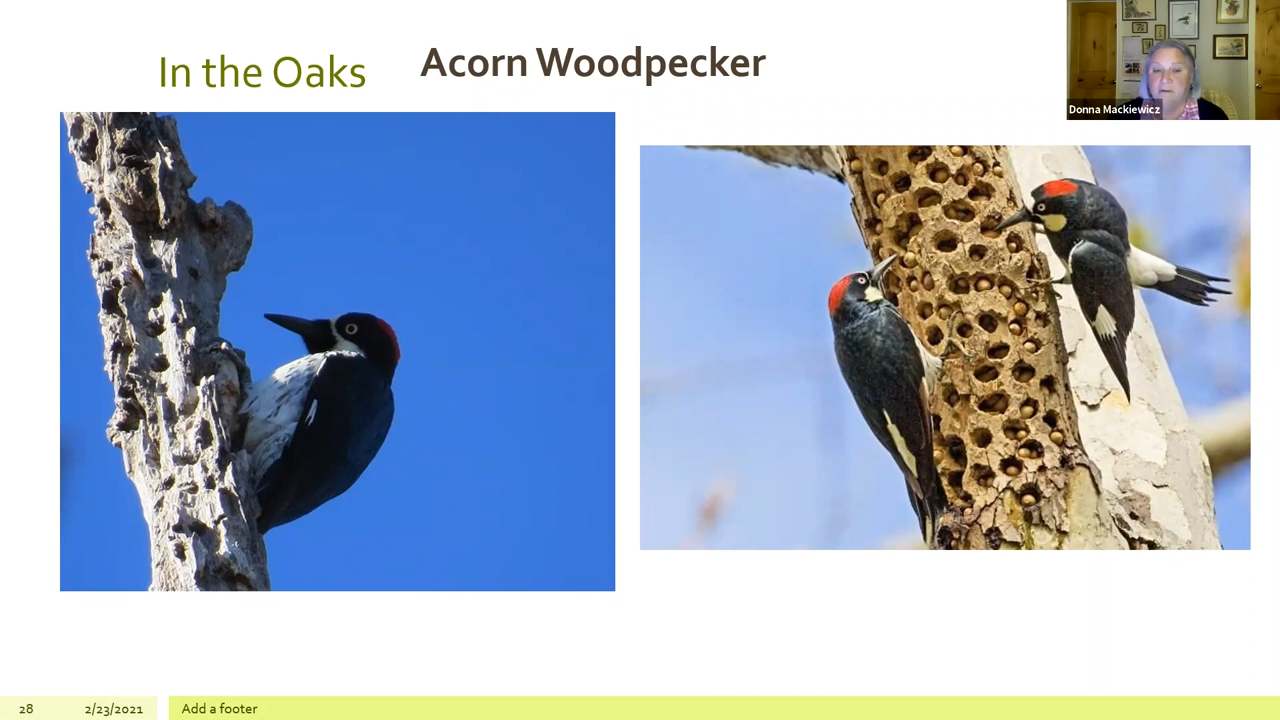 In the Oaks
Acorn Woodpecker
Donna Mackiewicz
28
2/23/2021
Add a footer